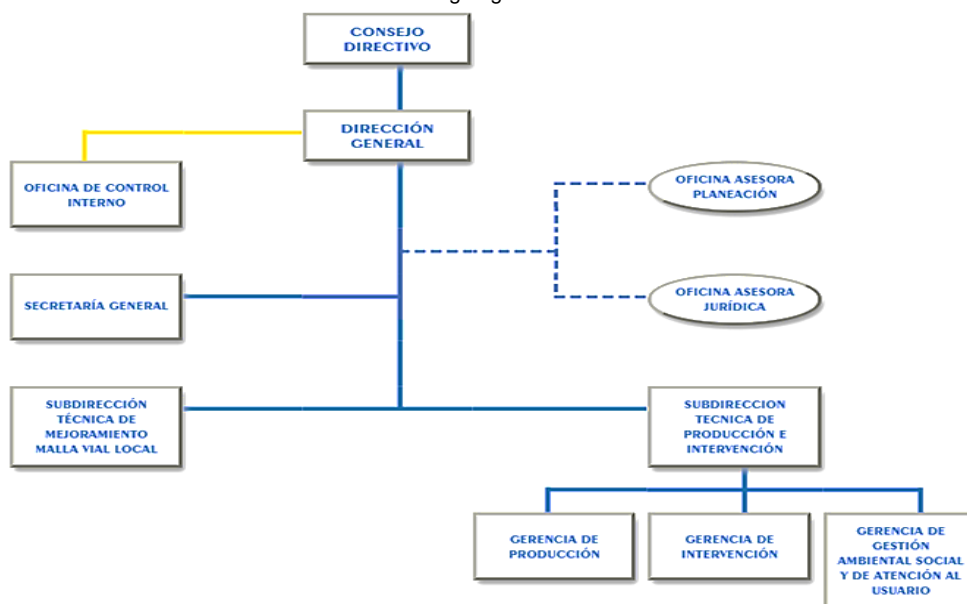 CONSEJO
DIRECTIVO
DIRECCIÓN
GENERAL
OFICINA DE CONTROL
INTERNO
OFICINA ASESORA
PLANEACIÓN
SECRETARÍA GENERAL
OFICINA ASESORA
JURÍDICA
SUBDIRECCIÓN
TÉCNICA DE
MEJORAMIENTO
MALLA VIAL LOCAL
SUBDIRECCION
TECNICA DE
PRODUCCIÓN E
INTERVENCIÓN
GERENCIA DE
PRODUCCIÓN
GERENCIA DE
INTERVENCIÓN
GERENCIA DE
GESTIÓN
AMBIENTAL SOCIAL
Y DE ATENCIÓN AL
USUARIO